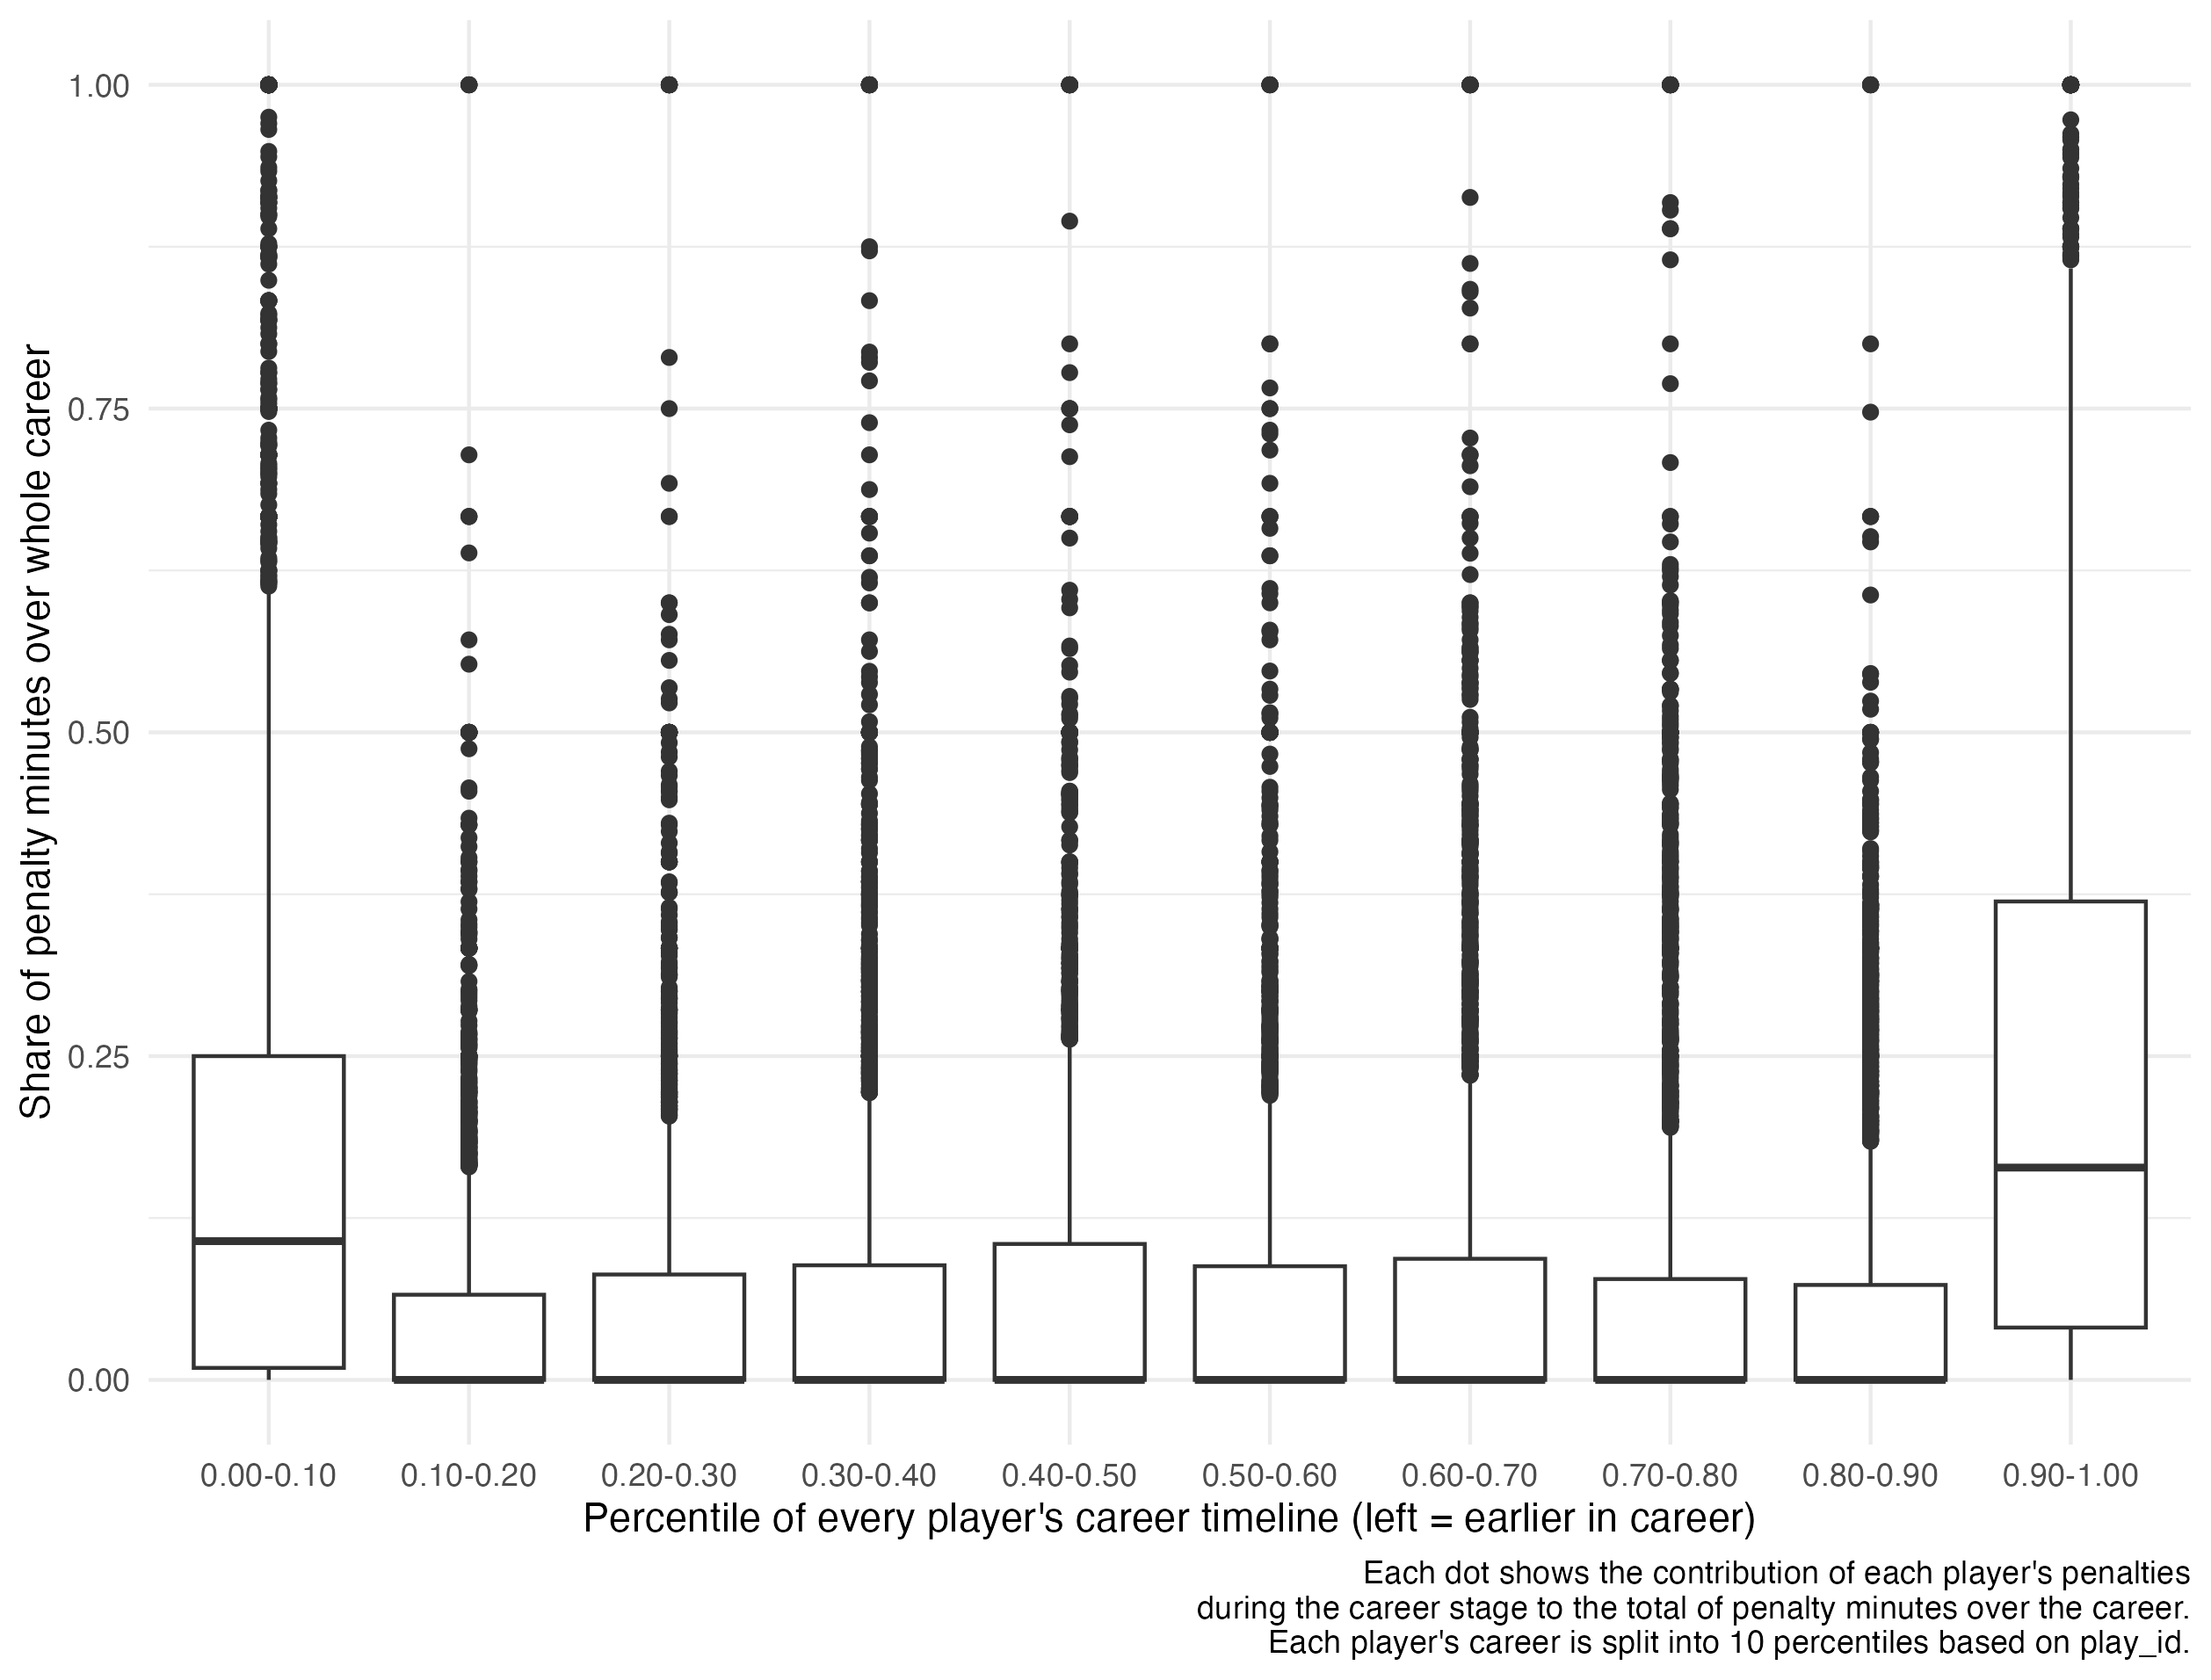 Share of penalty minutes over whole career
1.00
0.75
0.50
0.25
0.00
0.00-0.10 0.10-0.20 0.20-0.30 0.30-0.40 0.40-0.50 0.50-0.60 0.60-0.70 0.70-0.80 0.80-0.90 0.90-1.00
Percentile of every player's career timeline (left = earlier in career)
Each dot shows the contribution of each player's penalties
during the career stage to the total of penalty minutes over the career.
Each player's career is split into 10 percentiles based on play_id.